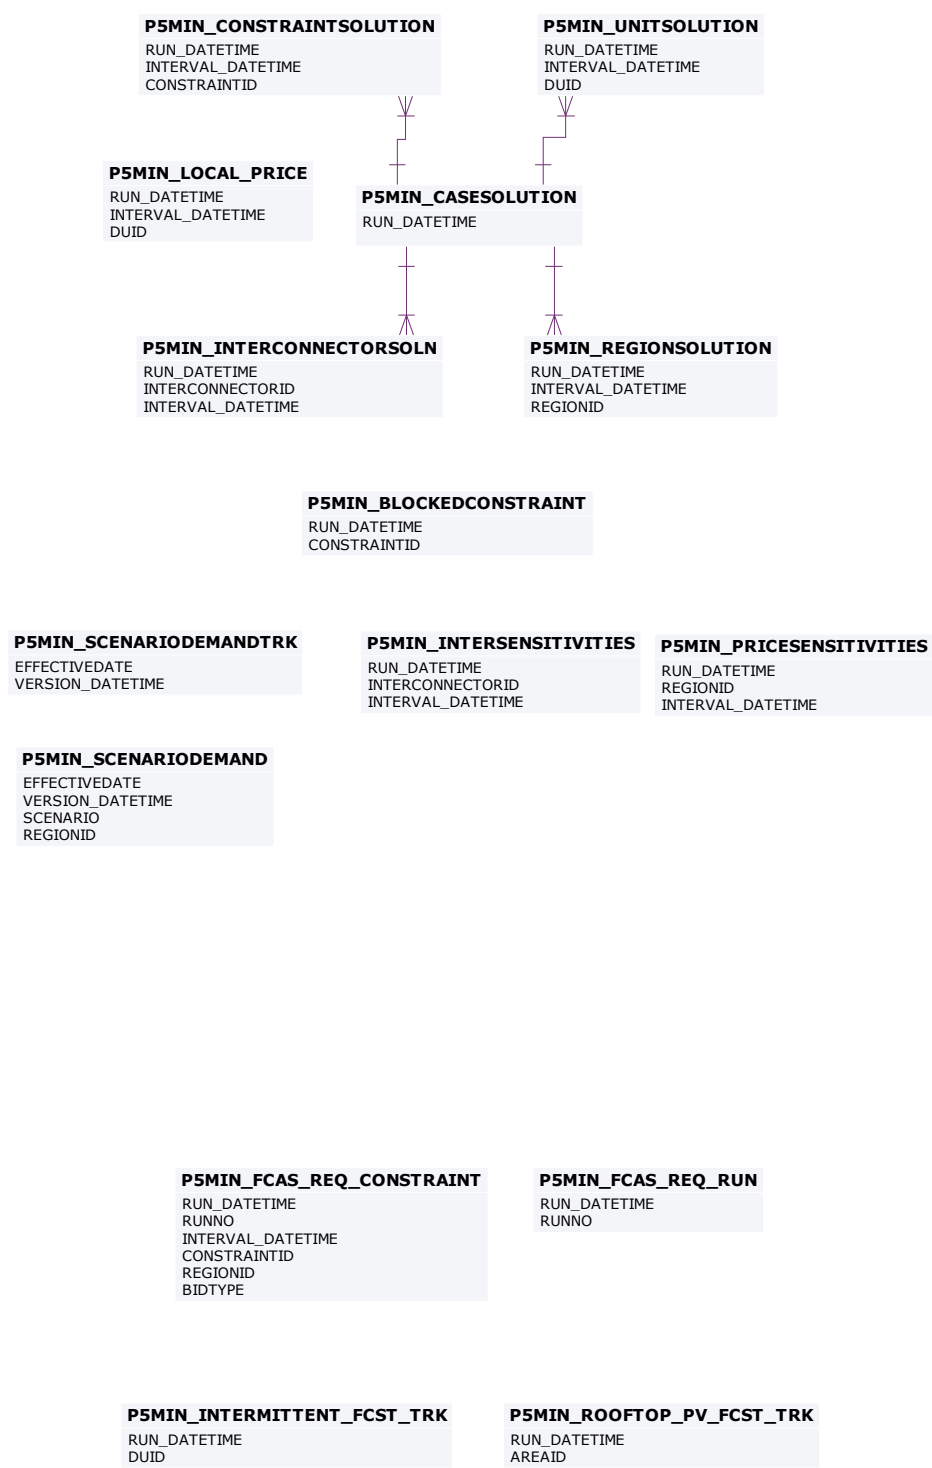 P5MIN_CONSTRAINTSOLUTION
RUN_DATETIME
INTERVAL_DATETIME
CONSTRAINTID
P5MIN_UNITSOLUTION
RUN_DATETIME
INTERVAL_DATETIME
DUID
P5MIN_LOCAL_PRICE
RUN_DATETIME
INTERVAL_DATETIME
DUID
P5MIN_CASESOLUTION
RUN_DATETIME
P5MIN_INTERCONNECTORSOLN
RUN_DATETIME
INTERCONNECTORID
INTERVAL_DATETIME
P5MIN_REGIONSOLUTION
RUN_DATETIME
INTERVAL_DATETIME
REGIONID
P5MIN_BLOCKEDCONSTRAINT
RUN_DATETIME
CONSTRAINTID
P5MIN_SCENARIODEMANDTRK
EFFECTIVEDATE
VERSION_DATETIME
P5MIN_INTERSENSITIVITIES
RUN_DATETIME
INTERCONNECTORID
INTERVAL_DATETIME
P5MIN_PRICESENSITIVITIES
RUN_DATETIME
REGIONID
INTERVAL_DATETIME
P5MIN_SCENARIODEMAND
EFFECTIVEDATE
VERSION_DATETIME
SCENARIO
REGIONID
P5MIN_FCAS_REQ_CONSTRAINT
RUN_DATETIME
RUNNO
INTERVAL_DATETIME
CONSTRAINTID
REGIONID
BIDTYPE
P5MIN_FCAS_REQ_RUN
RUN_DATETIME
RUNNO
P5MIN_INTERMITTENT_FCST_TRK
RUN_DATETIME
DUID
P5MIN_ROOFTOP_PV_FCST_TRK
RUN_DATETIME
AREAID